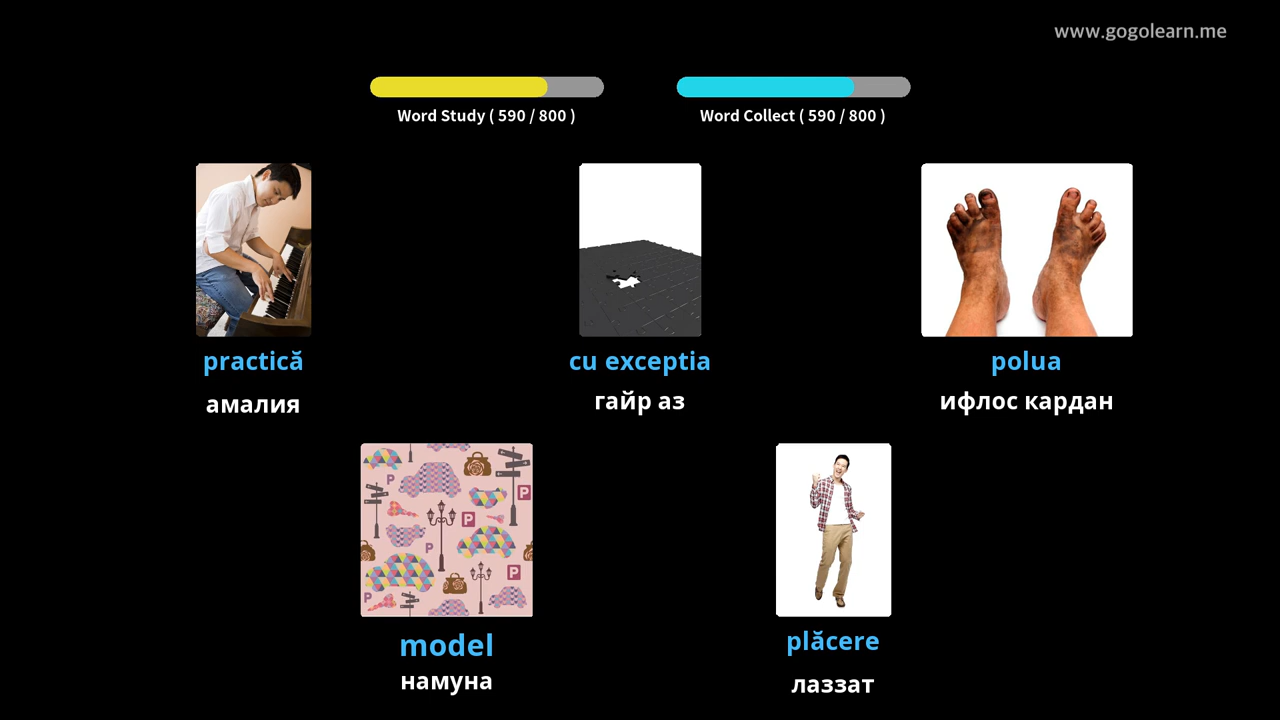 www.gogolearn.me
Word Study ( 590 / 800 )
Word Collect ( 590 / 800 )
practică
амалия
cu exceptia
гайр аз
polua
ифлос кардан
P
P
P
P
P
P
model
намуна
plăcere
лаззат